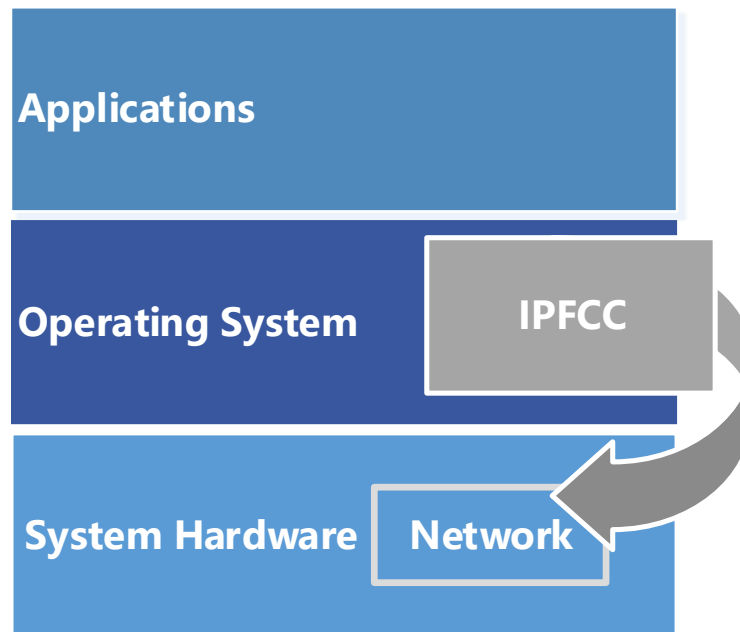 Applications
Operating System
IPFCC
System Hardware
Network